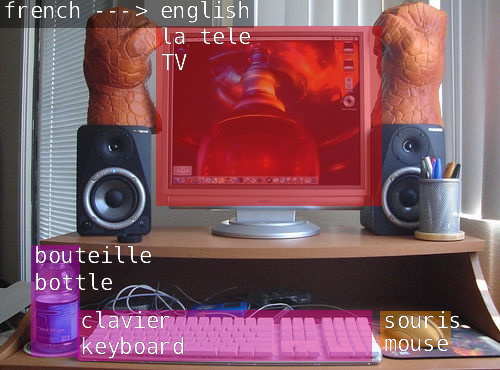 french ---> english
la tele
TV
bouteille
bottle
clavier
keyboard
souris
mouse